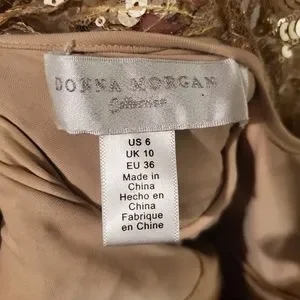 DONNA MORGAN
Collection
US 6
UK 10
EU 36
Made in
China
Hecho en
China
Fabrique
en Chine